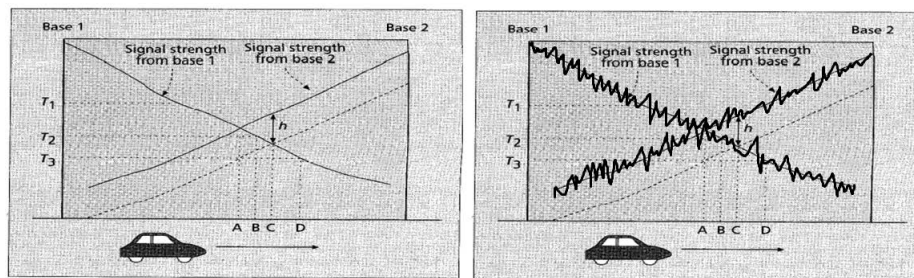 Base 1
Base 2
Signal strength
from base 1
Signal strength
from base 2
T1
T2
T3
h
A B C D
Base 1
Base 2
Signal strength
from base 1
Signal strength
from base 2
T1
T2
T3
h
A B C D